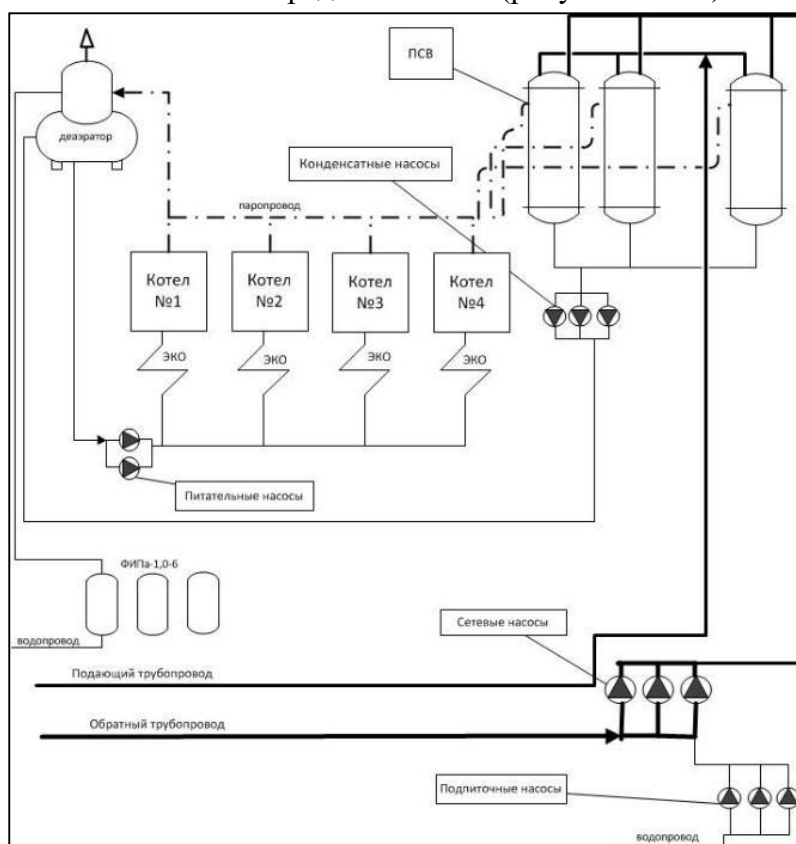 ПСВ
деаэратор
Конденсатные насосы
паропровод
Котел
№1
Котел
№2
Котел
№3
Котел
№4
ЭКО
ЭКО
ЭКО
ЭКО
Питательные насосы
ФИПа-1,0-6
водопровод
Сетевые насосы
Подающий трубопровод
Обратный трубопровод
Подпиточные насосы
водопровод